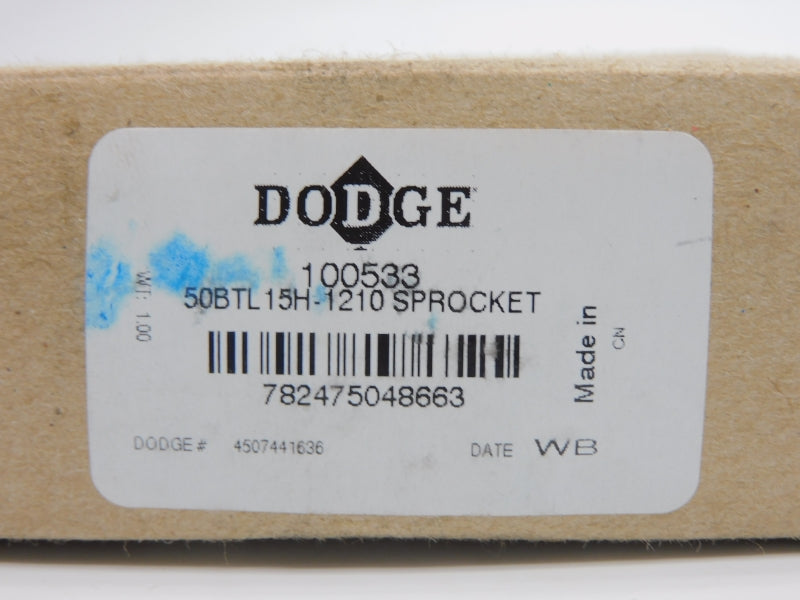 DODGE
100533
50BTL15H-1210 SPROCKET
WT: 1.00
782475048663
Made in
CN
DODGE # 4507441636
DATE WB